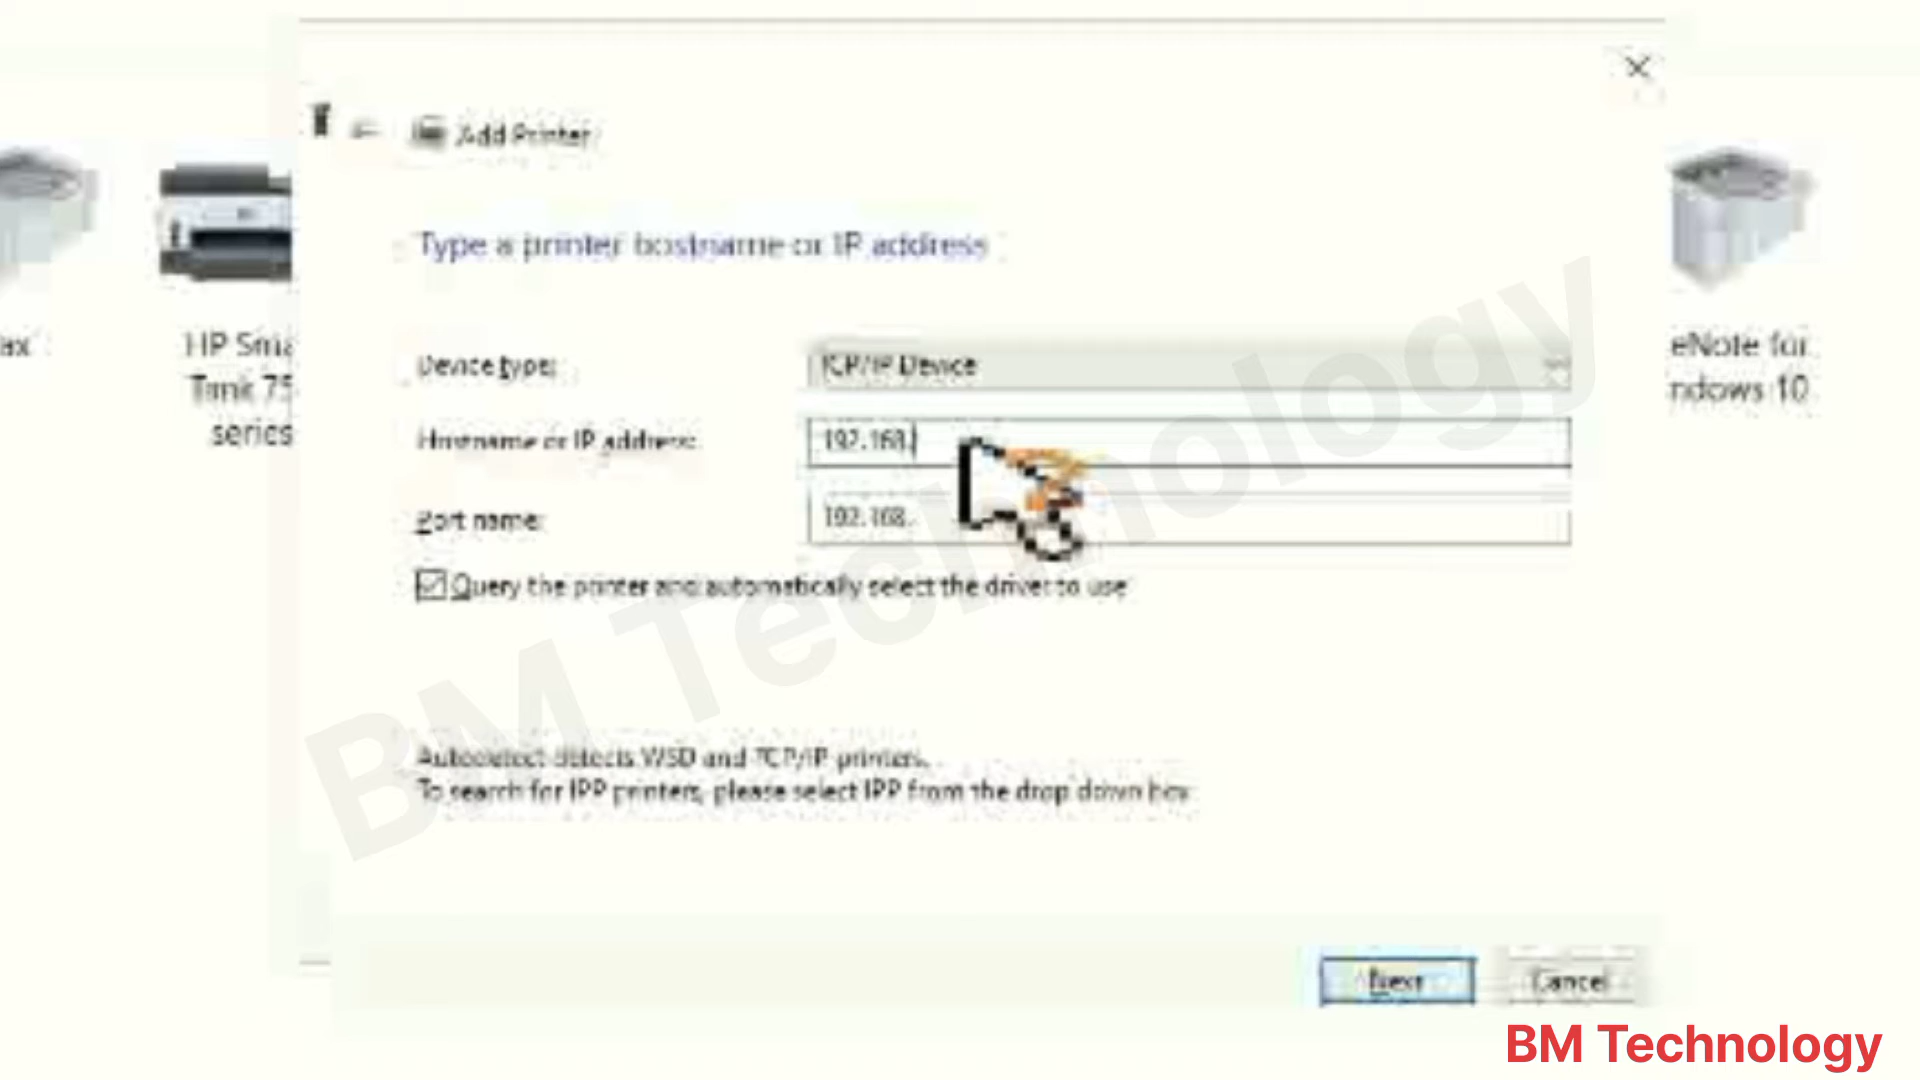 Add Printer
Type a printer hostname or IP address
Device type: TCP/IP Device
Hostname or IP address: 192.168.
Port name: 192.168.
Query the printer and automatically select the driver to use
Autodetect detects WSD and TCP/IP printers.
To search for IPP printers, please select IPP from the drop down box
Next Cancel
ax
HP Sma
Tank 75
series
eNote for
ndows 10
BM Technology
BM Technology